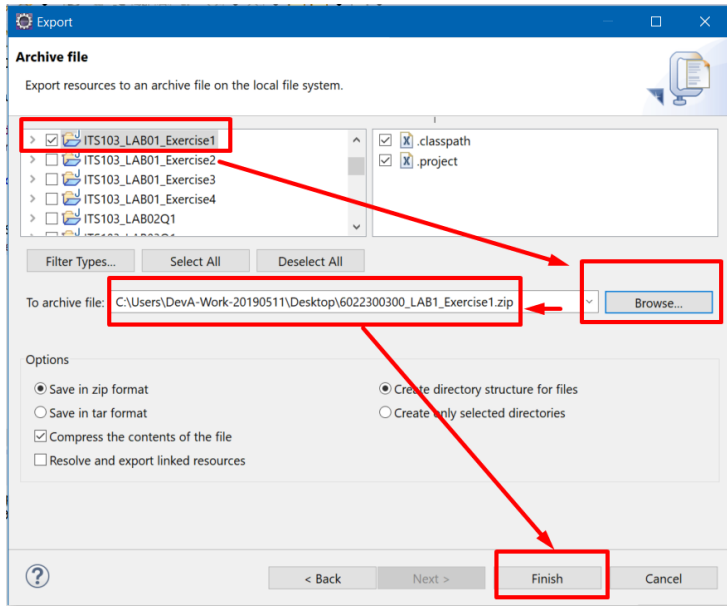 Export
Archive file
Export resources to an archive file on the local file system.
ITS103_LAB01_Exercise1
ITS103_LAB01_Exercise2
ITS103_LAB01_Exercise3
ITS103_LAB01_Exercise4
ITS103_LAB02Q1
.classpath
.project
Filter Types... Select All Deselect All
To archive file: C:\Users\DevA-Work-20190511\Desktop\6022300300_LAB1_Exercise1.zip Browse...
Options
Save in zip format Create directory structure for files
Save in tar format Create only selected directories
Compress the contents of the file
Resolve and export linked resources
? < Back Next > Finish Cancel